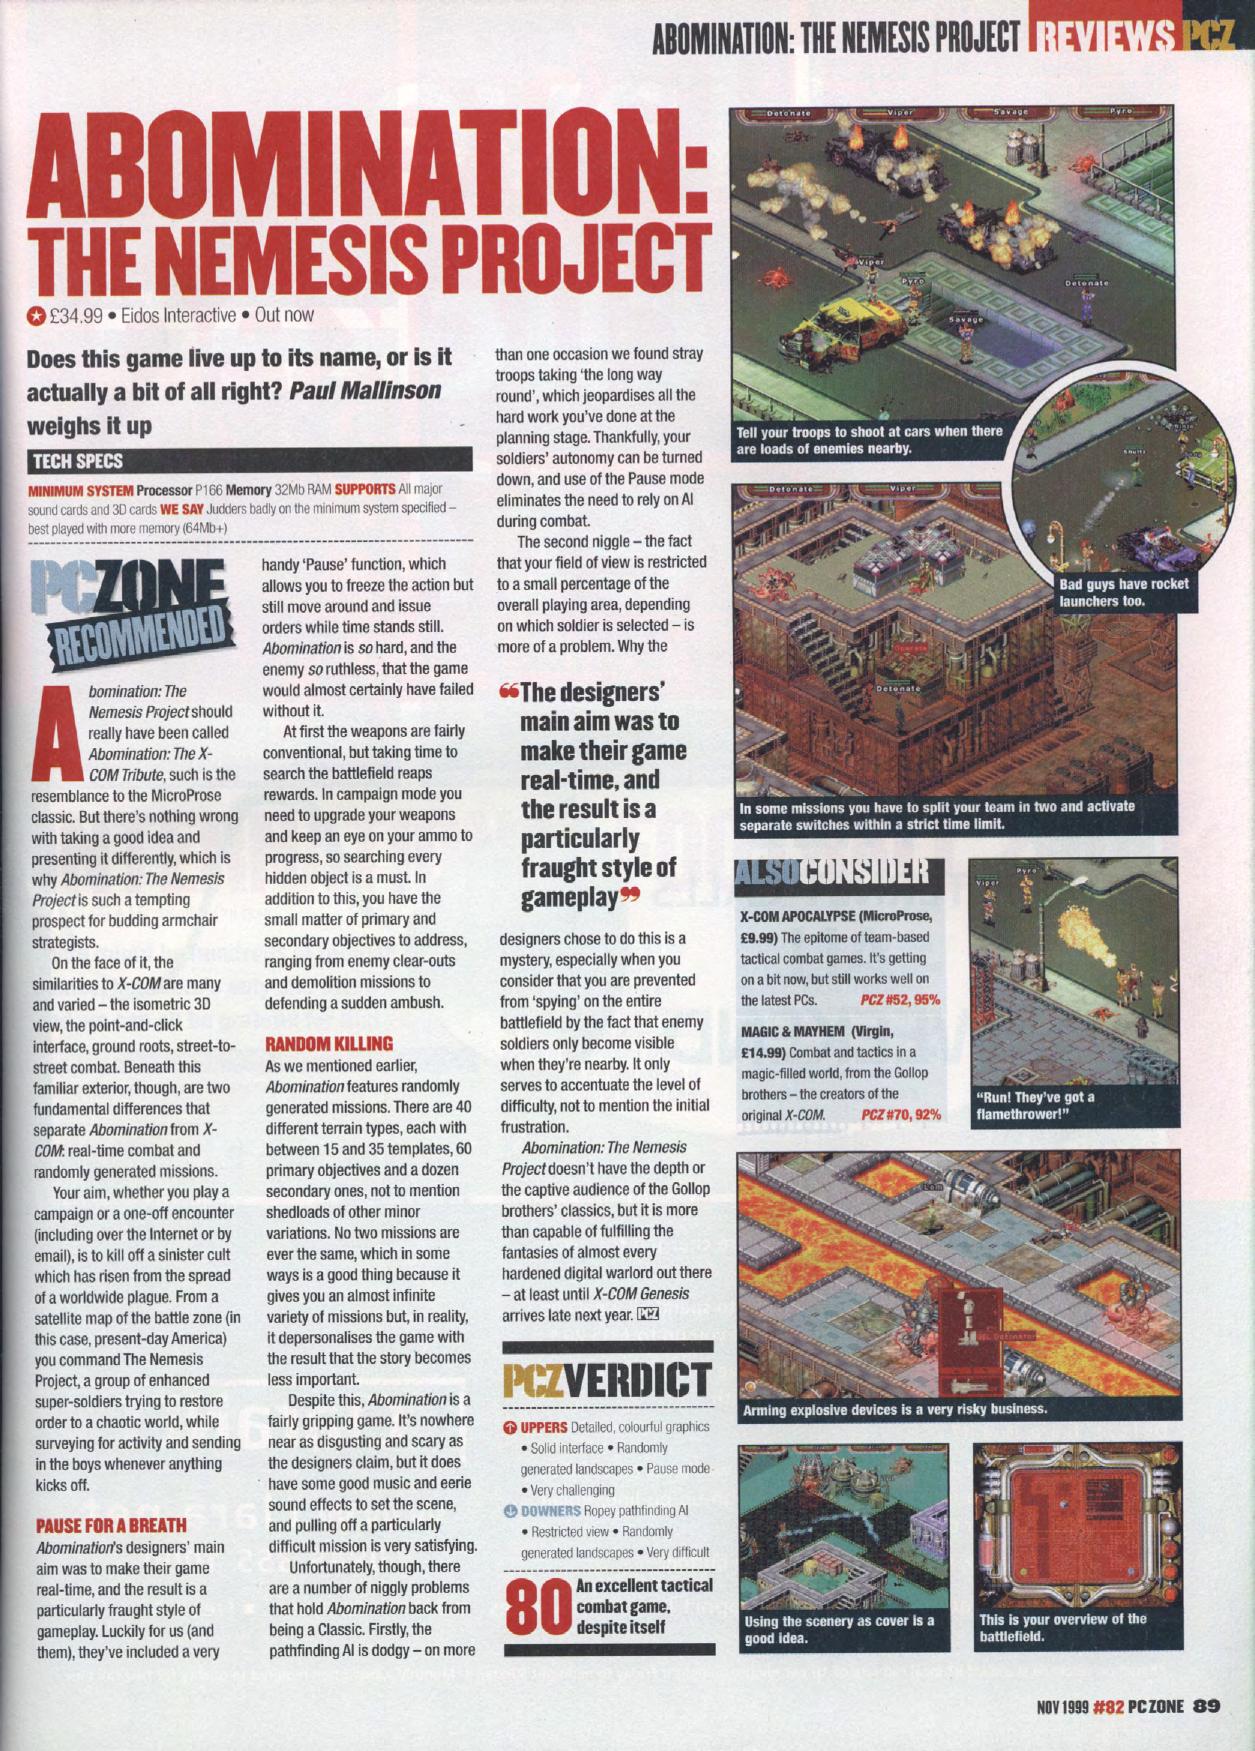 ABOMINATION: THE NEMESIS PROJECT REVIEWS PCZ
ABOMINATION:
THE NEMESIS PROJECT
£34.99 • Eidos Interactive • Out now
Does this game live up to its name, or is it
actually a bit of all right? Paul Mallinson
weighs it up
TECH SPECS
MINIMUM SYSTEM Processor P166 Memory 32Mb RAM SUPPORTS All major
sound cards and 3D cards WE SAY Judders badly on the minimum system specified –
best played with more memory (64Mb+)
PCZONE
RECOMMENDED
Abomination: The
Nemesis Project should
really have been called
Abomination: The X-
COM Tribute, such is the
resemblance to the MicroProse
classic. But there's nothing wrong
with taking a good idea and
presenting it differently, which is
why Abomination: The Nemesis
Project is such a tempting
prospect for budding armchair
strategists.
On the face of it, the
similarities to X-COM are many
and varied – the isometric 3D
view, the point-and-click
interface, ground roots, street-to-
street combat. Beneath this
familiar exterior, though, are two
fundamental differences that
separate Abomination from X-
COM: real-time combat and
randomly generated missions.
Your aim, whether you play a
campaign or a one-off encounter
(including over the Internet or by
email), is to kill off a sinister cult
which has risen from the spread
of a worldwide plague. From a
satellite map of the battle zone (in
this case, present-day America)
you command The Nemesis
Project, a group of enhanced
super-soldiers trying to restore
order to a chaotic world, while
surveying for activity and sending
in the boys whenever anything
kicks off.
PAUSE FOR A BREATH
Abomination's designers' main
aim was to make their game
real-time, and the result is a
particularly fraught style of
gameplay. Luckily for us (and
them), they've included a very
handy 'Pause' function, which
allows you to freeze the action but
still move around and issue
orders while time stands still.
Abomination is so hard, and the
enemy so ruthless, that the game
would almost certainly have failed
without it.
At first the weapons are fairly
conventional, but taking time to
search the battlefield reaps
rewards. In campaign mode you
need to upgrade your weapons
and keep an eye on your ammo to
progress, so searching every
hidden object is a must. In
addition to this, you have the
small matter of primary and
secondary objectives to address,
ranging from enemy clear-outs
and demolition missions to
defending a sudden ambush.
RANDOM KILLING
As we mentioned earlier,
Abomination features randomly
generated missions. There are 40
different terrain types, each with
between 15 and 35 templates, 60
primary objectives and a dozen
secondary ones, not to mention
shedloads of other minor
variations. No two missions are
ever the same, which in some
ways is a good thing because it
gives you an almost infinite
variety of missions but, in reality,
it depersonalises the game with
the result that the story becomes
less important.
Despite this, Abomination is a
fairly gripping game. It's nowhere
near as disgusting and scary as
the designers claim, but it does
have some good music and eerie
sound effects to set the scene,
and pulling off a particularly
difficult mission is very satisfying.
Unfortunately, though, there
are a number of niggly problems
that hold Abomination back from
being a Classic. Firstly, the
pathfinding AI is dodgy – on more
than one occasion we found stray
troops taking 'the long way
round', which jeopardises all the
hard work you've done at the
planning stage. Thankfully, your
soldiers' autonomy can be turned
down, and use of the Pause mode
eliminates the need to rely on AI
during combat.
The second niggle – the fact
that your field of view is restricted
to a small percentage of the
overall playing area, depending
on which soldier is selected – is
more of a problem. Why the
“The designers'
main aim was to
make their game
real-time, and
the result is a
particularly
fraught style of
gameplay”
designers chose to do this is a
mystery, especially when you
consider that you are prevented
from 'spying' on the entire
battlefield by the fact that enemy
soldiers only become visible
when they're nearby. It only
serves to accentuate the level of
difficulty, not to mention the initial
frustration.
Abomination: The Nemesis
Project doesn't have the depth or
the captive audience of the Gollop
brothers' classics, but it is more
than capable of fulfilling the
fantasies of almost every
hardened digital warlord out there
– at least until X-COM Genesis
arrives late next year. PCZ
PCZVERDICT
UPPERS Detailed, colourful graphics
• Solid interface • Randomly
generated landscapes • Pause mode
• Very challenging
DOWNERS Ropey pathfinding AI
• Restricted view • Randomly
generated landscapes • Very difficult
80 An excellent tactical
combat game,
despite itself
Detonate Viper Savage Pyro
Viper
Pyro
Detonate
Savage
Tell your troops to shoot at cars when there
are loads of enemies nearby.
Bad guys have rocket
launchers too.
Detonate Viper
Operate
Detonate
In some missions you have to split your team in two and activate
separate switches within a strict time limit.
ALSOCONSIDER
X-COM APOCALYPSE (MicroProse,
£9.99) The epitome of team-based
tactical combat games. It's getting
on a bit now, but still works well on
the latest PCs. PCZ #52, 95%
MAGIC & MAYHEM (Virgin,
£14.99) Combat and tactics in a
magic-filled world, from the Gollop
brothers – the creators of the
original X-COM. PCZ #70, 92%
Viper Pyro
“Run! They've got a
flamethrower!”
Arming explosive devices is a very risky business.
Using the scenery as cover is a
good idea.
This is your overview of the
battlefield.
NOV 1999 #82 PC ZONE 89